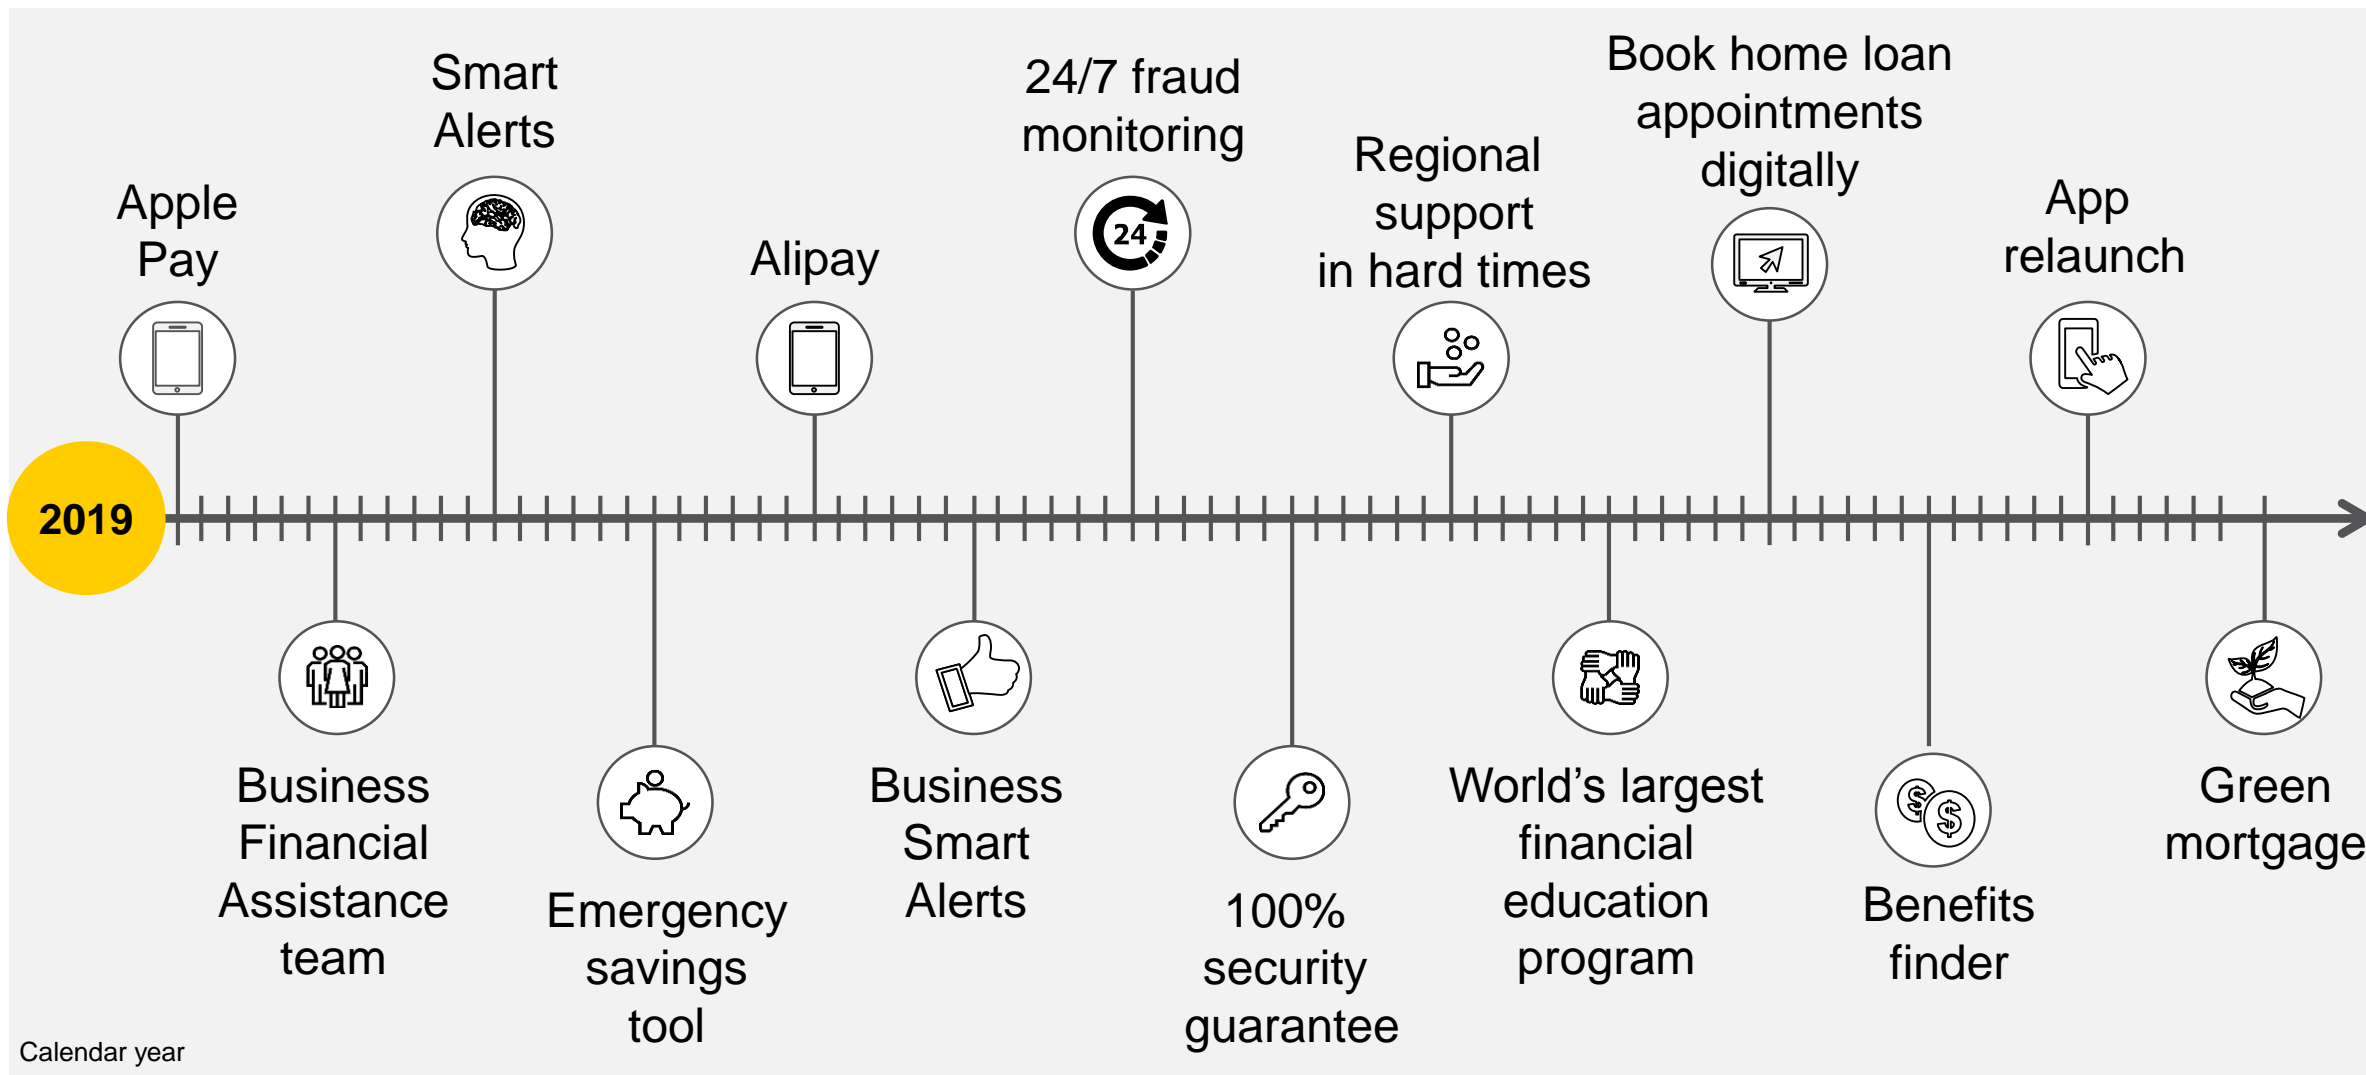 Apple
Pay
Smart
Alerts
Alipay
24/7 fraud
monitoring
24
Regional
support
in hard times
Book home loan
appointments
digitally
App
relaunch
2019
Business
Financial
Assistance
team
Emergency
savings
tool
Business
Smart
Alerts
100%
security
guarantee
World’s largest
financial
education
program
$
$
Benefits
finder
Green
mortgage
Calendar year